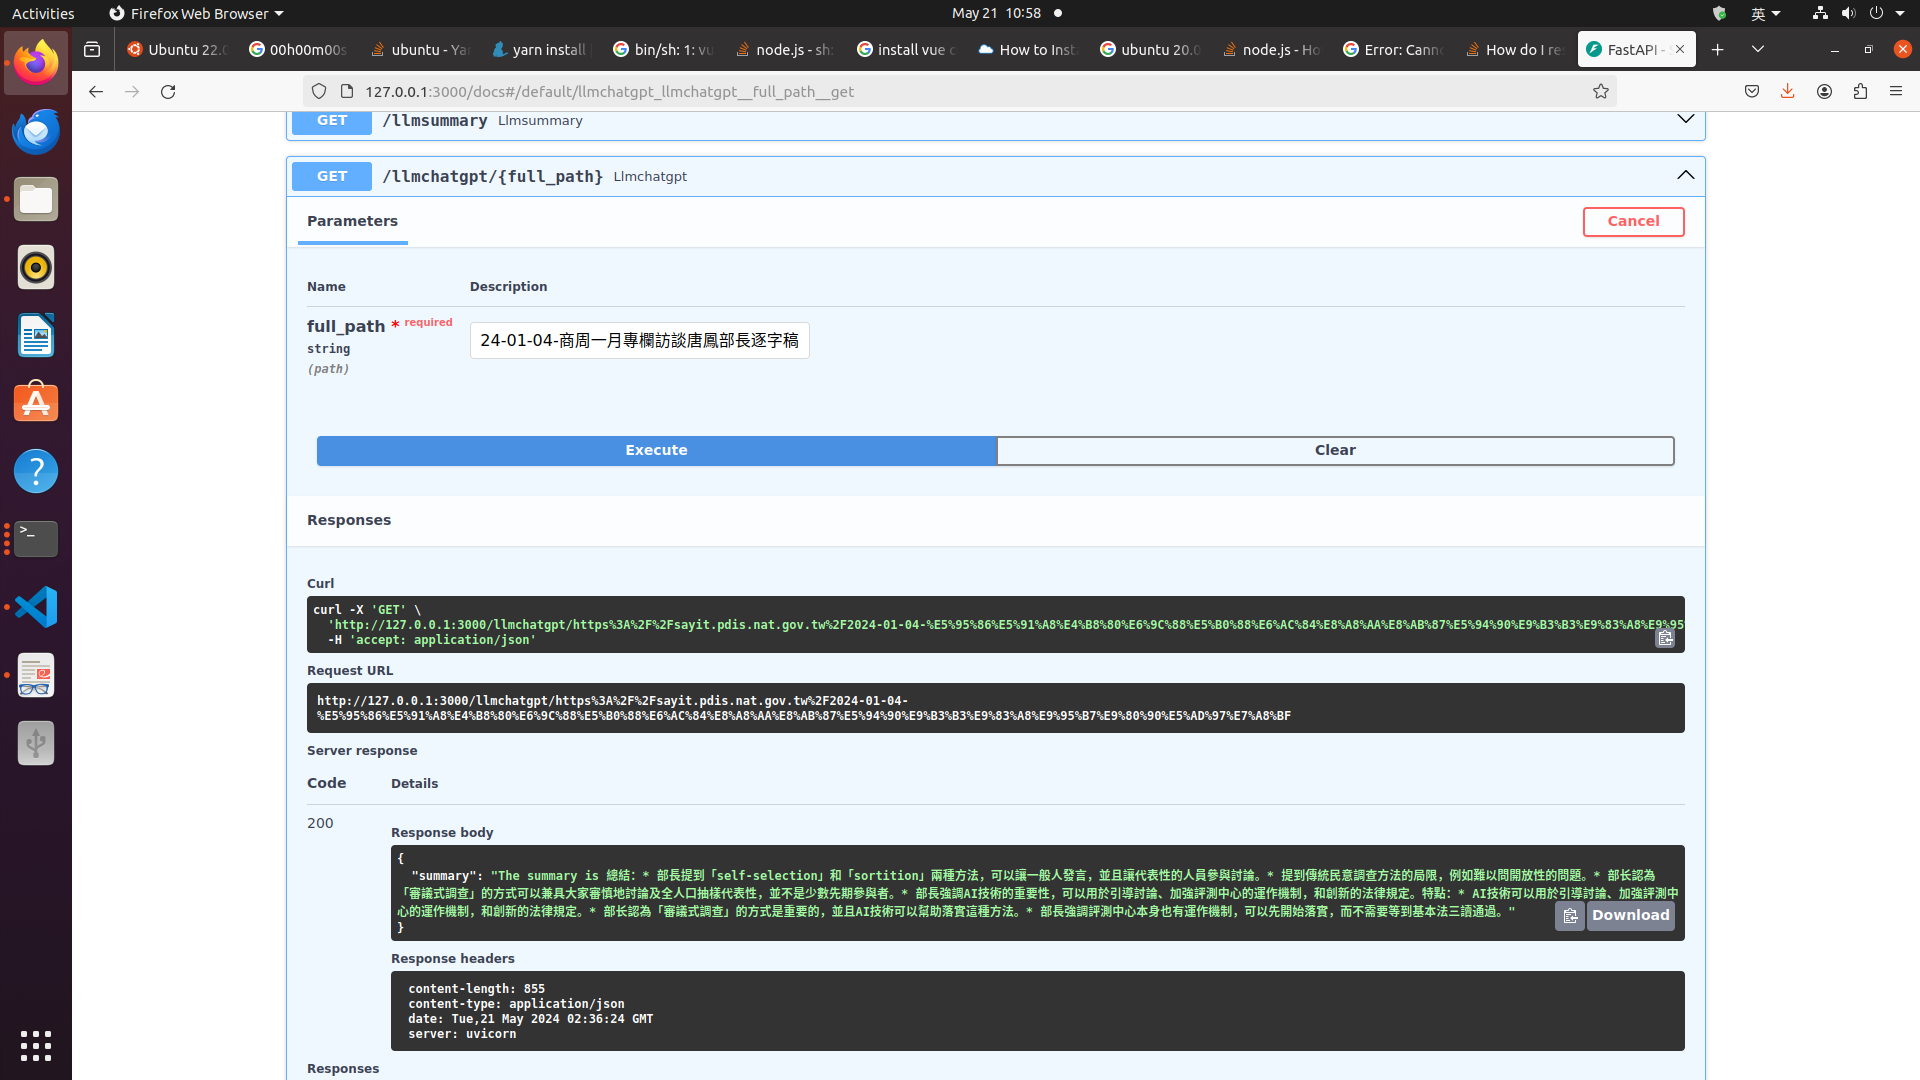 Activities
Firefox Web Browser
May 21 10:58
英
Ubuntu 22.0
00h00m00s
ubuntu - Yar
yarn install
bin/sh: 1: vu
node.js - sh:
install vue c
How to Inst
ubuntu 20.0
node.js - Ho
Error: Canno
How do I re
FastAPI -
127.0.0.1:3000/docs#/default/llmchatgpt_llmchatgpt__full_path__get
GET /llmsummary Llmsummary
GET /llmchatgpt/{full_path} Llmchatgpt
Parameters
Cancel
Name Description
full_path * required
string
(path)
24-01-04-商周一月專欄訪談唐鳳部長逐字稿
Execute
Clear
Responses
Curl
curl -X 'GET' \
'http://127.0.0.1:3000/llmchatgpt/https%3A%2F%2Fsayit.pdis.nat.gov.tw%2F2024-01-04-%E5%95%86%E5%91%A8%E4%B8%80%E6%9C%88%E5%B0%88%E6%AC%84%E8%A8%AA%E8%AB%87%E5%94%90%E9%B3%B3%E9%83%A8%E9%95
-H 'accept: application/json'
Request URL
http://127.0.0.1:3000/llmchatgpt/https%3A%2F%2Fsayit.pdis.nat.gov.tw%2F2024-01-04-
%E5%95%86%E5%91%A8%E4%B8%80%E6%9C%88%E5%B0%88%E6%AC%84%E8%A8%AA%E8%AB%87%E5%94%90%E9%B3%B3%E9%83%A8%E9%95%B7%E9%80%90%E5%AD%97%E7%A8%BF
Server response
Code Details
200
Response body
{
"summary": "The summary is 總結：* 部長提到「self-selection」和「sortition」兩種方法，可以讓一般人發言，並且讓代表性的人員參與討論。* 提到傳統民意調查方法的局限，例如難以問開放性的問題。* 部长認為
「審議式調查」的方式可以兼具大家審慎地討論及全人口抽樣代表性，並不是少數先期參與者。* 部長強調AI技術的重要性，可以用於引導討論、加強評測中心的運作機制，和創新的法律規定。特點：* AI技術可以用於引導討論、加強評測中
心的運作機制，和創新的法律規定。* 部长認為「審議式調查」的方式是重要的，並且AI技術可以幫助落實這種方法。* 部長強調評測中心本身也有運作機制，可以先開始落實，而不需要等到基本法三讀通過。"
}
Download
Response headers
content-length: 855
content-type: application/json
date: Tue,21 May 2024 02:36:24 GMT
server: uvicorn
Responses